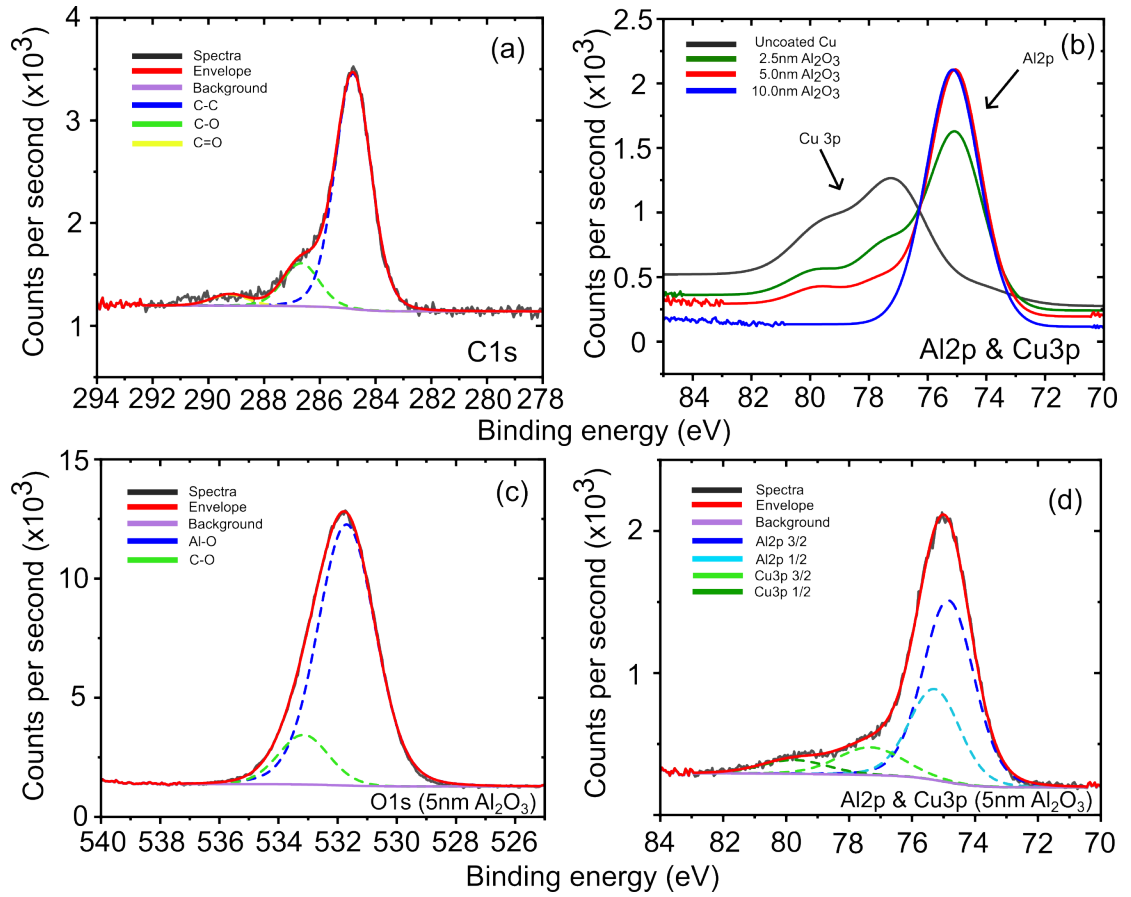 (a)
Spectra
Envelope
Background
C-C
C-O
C=O
4
3
2
1
Counts per second (x10³)
C1s
294 292 290 288 286 284 282 280 278
(b)
Uncoated Cu
2.5nm Al₂O₃
5.0nm Al₂O₃
10.0nm Al₂O₃
Al2p
Cu 3p
2.5
2.0
1.5
1.0
0.5
0
Counts per second (x10³)
Al2p & Cu3p
84 82 80 78 76 74 72 70
Binding energy (eV)
(c)
Spectra
Envelope
Background
Al-O
C-O
15
10
5
0
Counts per second (x10³)
O1s (5nm Al₂O₃)
540 538 536 534 532 530 528 526
(d)
Spectra
Envelope
Background
Al2p 3/2
Al2p 1/2
Cu3p 3/2
Cu3p 1/2
2
1
Counts per second (x10³)
Al2p & Cu3p (5nm Al₂O₃)
84 82 80 77 75 72 70
Binding energy (eV)